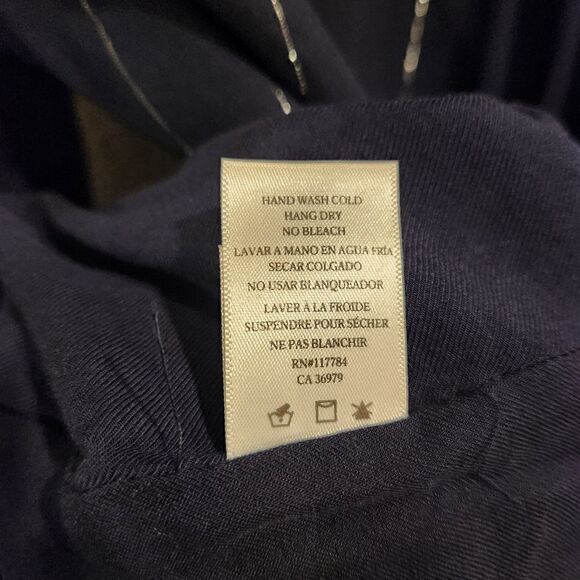 HAND WASH COLD
HANG DRY
NO BLEACH
LAVAR A MANO EN AGUA FRÍA
SECAR COLGADO
NO USAR BLANQUEADOR
LAVER À LA FROIDE
SUSPENDRE POUR SÉCHER
NE PAS BLANCHIR
RN#117784
CA 36979